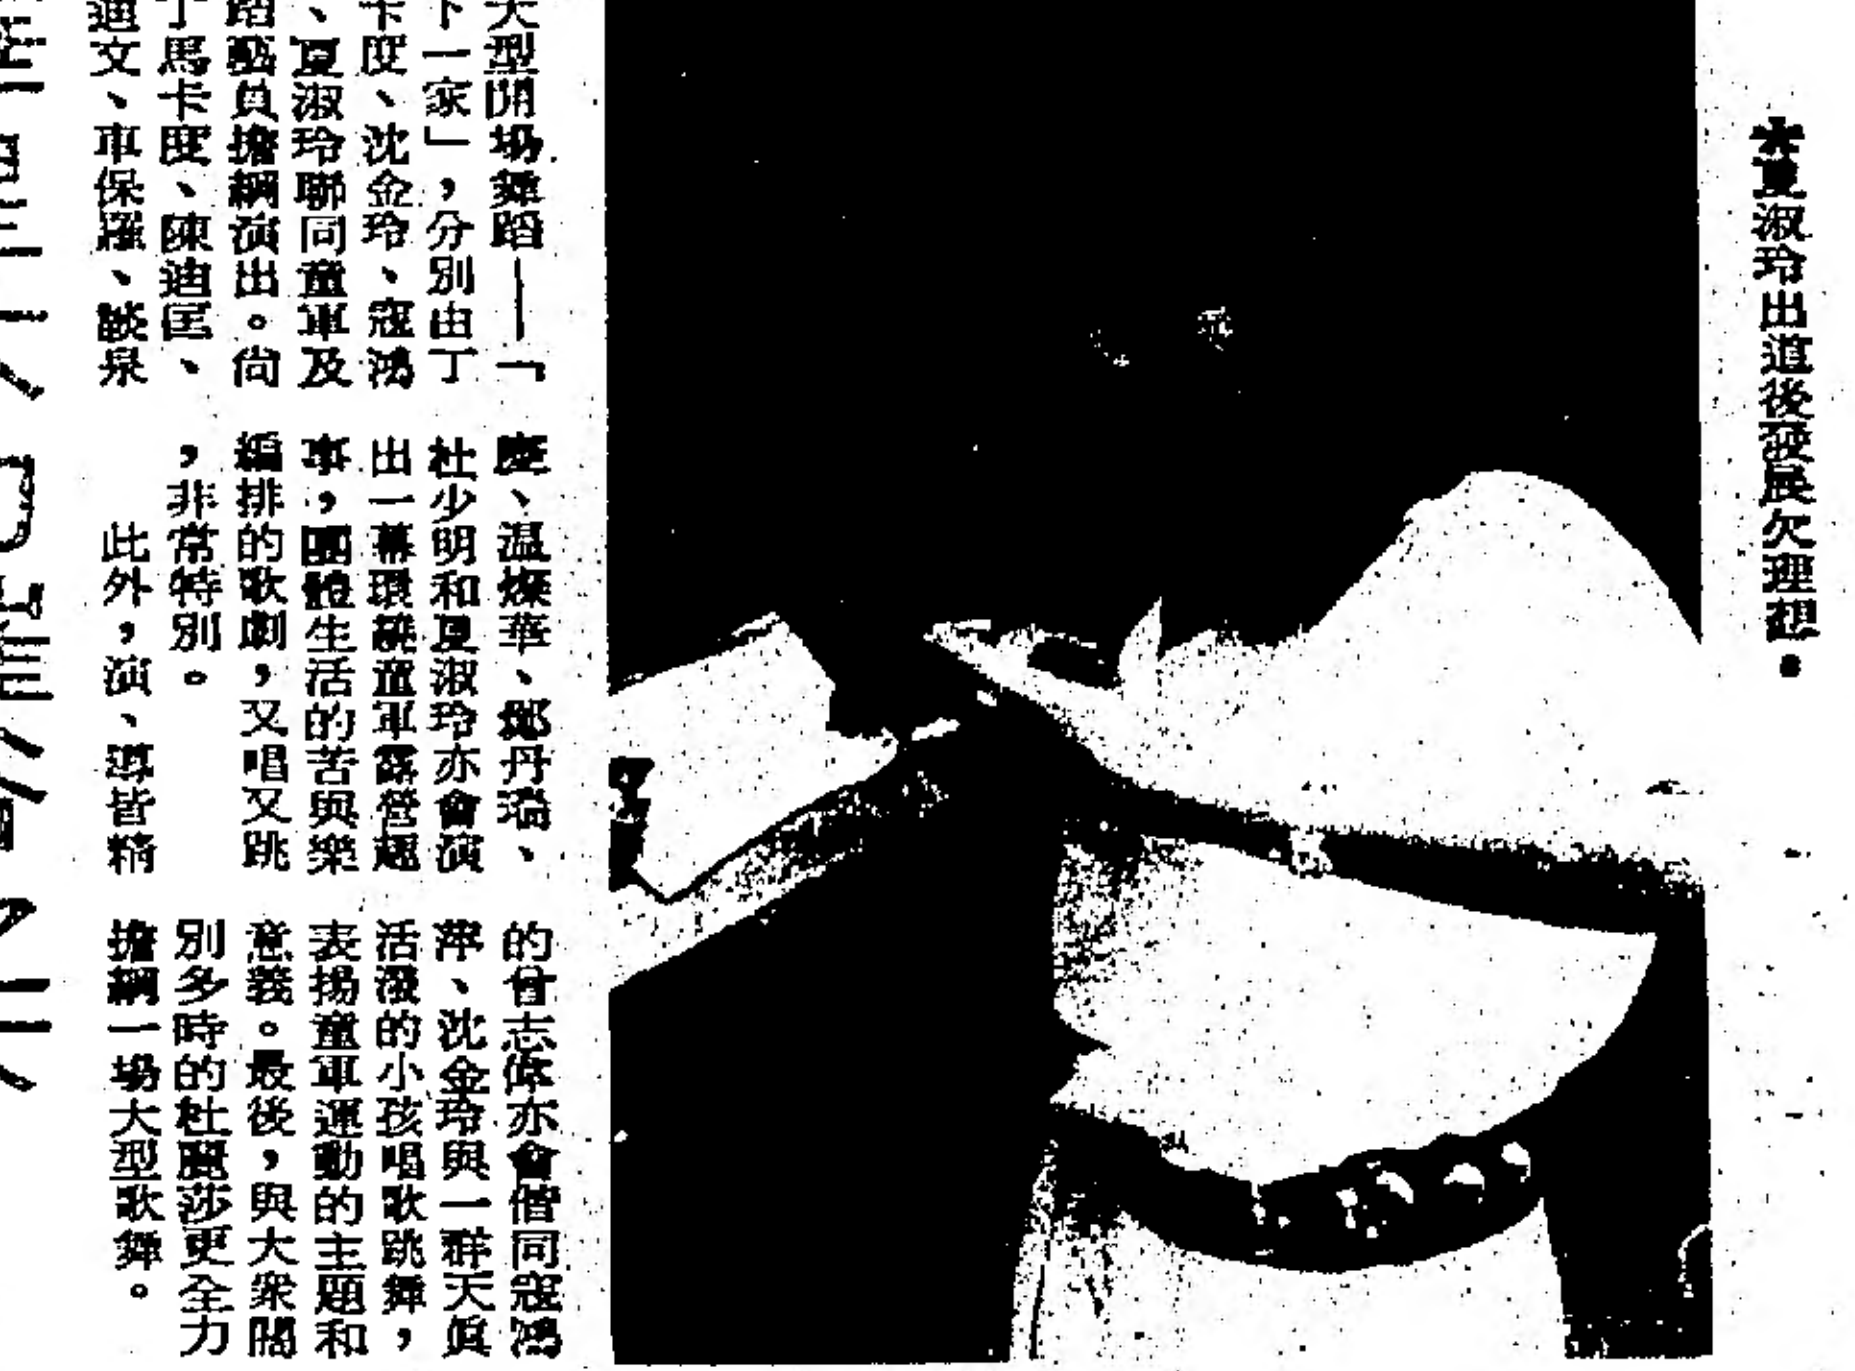 ★夏淑玲出道後發展欠理想。
大型開場舞蹈——「
下一家」，分別由丁
卡度、沈金玲、寇鴻
、夏淑玲聯同童軍及
蹈藝員擔綱演出。尚
丁馬卡度、陳迪匡、
迪文、車保羅、談泉
慶、温燦華、鄭丹瑞、
杜少明和夏淑玲亦會演
出一幕環繞童軍露營趣
事，團體生活的苦與樂
編排的歌劇，又唱又跳
，非常特別。
此外，演、導皆精
的曾志偉亦會偕同寇鴻
萍、沈金玲與一群天眞
活潑的小孩唱歌跳舞，
表揚童軍運動的主題和
意義。最後，與大衆闊
別多時的杜麗莎更全力
擔綱一場大型歌舞。